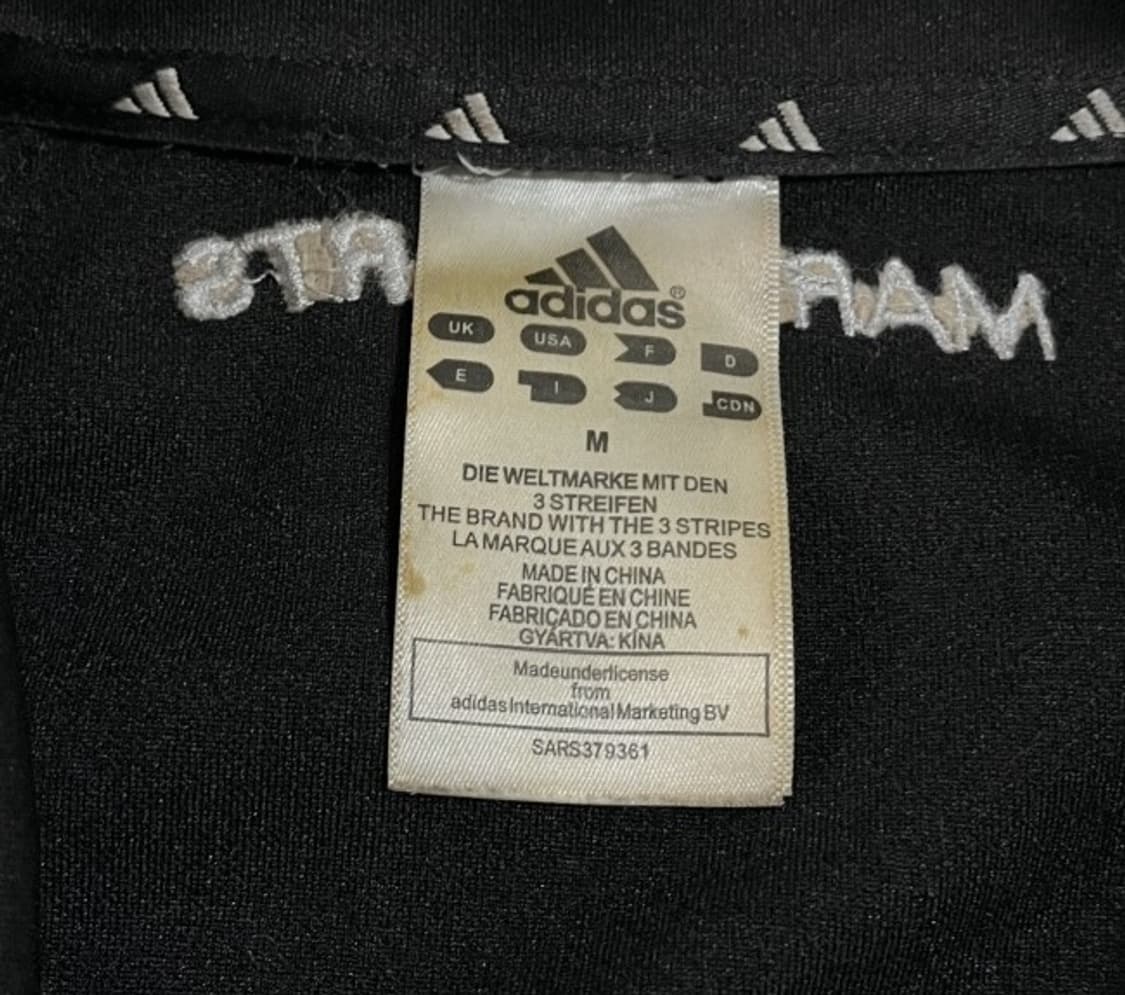 adidas®
UK USA F D
E I J CDN
M
DIE WELTMARKE MIT DEN
3 STREIFEN
THE BRAND WITH THE 3 STRIPES
LA MARQUE AUX 3 BANDES
MADE IN CHINA
FABRIQUÉ EN CHINE
FABRIÇADO EN CHINA
GYÁRTVA: KÍNA
Madeunderlicense
from
adidas International Marketing BV
SARS379361